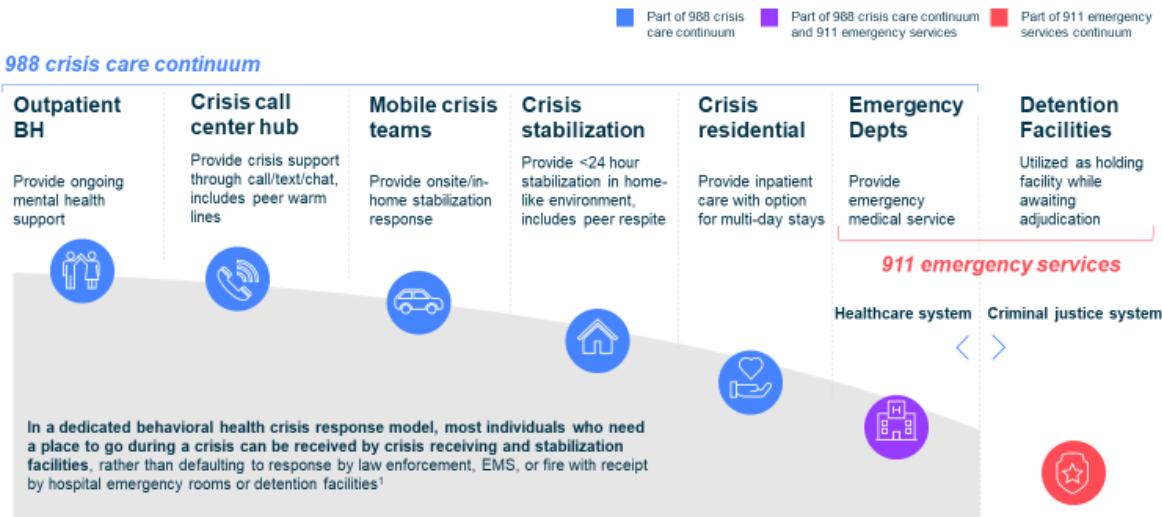 Part of 988 crisis
care continuum
Part of 988 crisis care continuum
and 911 emergency services
Part of 911 emergency
services continuum
988 crisis care continuum
Outpatient
BH
Provide ongoing
mental health
support
Crisis call
center hub
Provide crisis support
through call/text/chat,
includes peer warm
lines
Mobile crisis
teams
Provide onsite/in-
home stabilization
response
Crisis
stabilization
Provide <24 hour
stabilization in home-
like environment,
includes peer respite
Crisis
residential
Provide inpatient
care with option
for multi-day stays
Emergency
Depts
Provide
emergency
medical service
Detention
Facilities
Utilized as holding
facility while
awaiting
adjudication
911 emergency services
Healthcare system
Criminal justice system
H
In a dedicated behavioral health crisis response model, most individuals who need
a place to go during a crisis can be received by crisis receiving and stabilization
facilities, rather than defaulting to response by law enforcement, EMS, or fire with receipt
by hospital emergency rooms or detention facilities¹